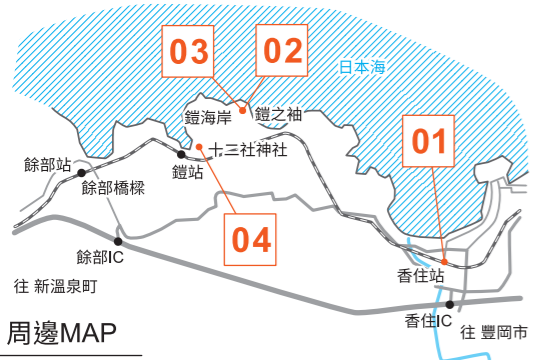 03
02
日本海
鎧海岸
鎧之袖
01
十三社神社
餘部站
鎧站
餘部橋樑
04
餘部IC
香住站
往 新溫泉町
香住IC
往 豐岡市
周邊MAP